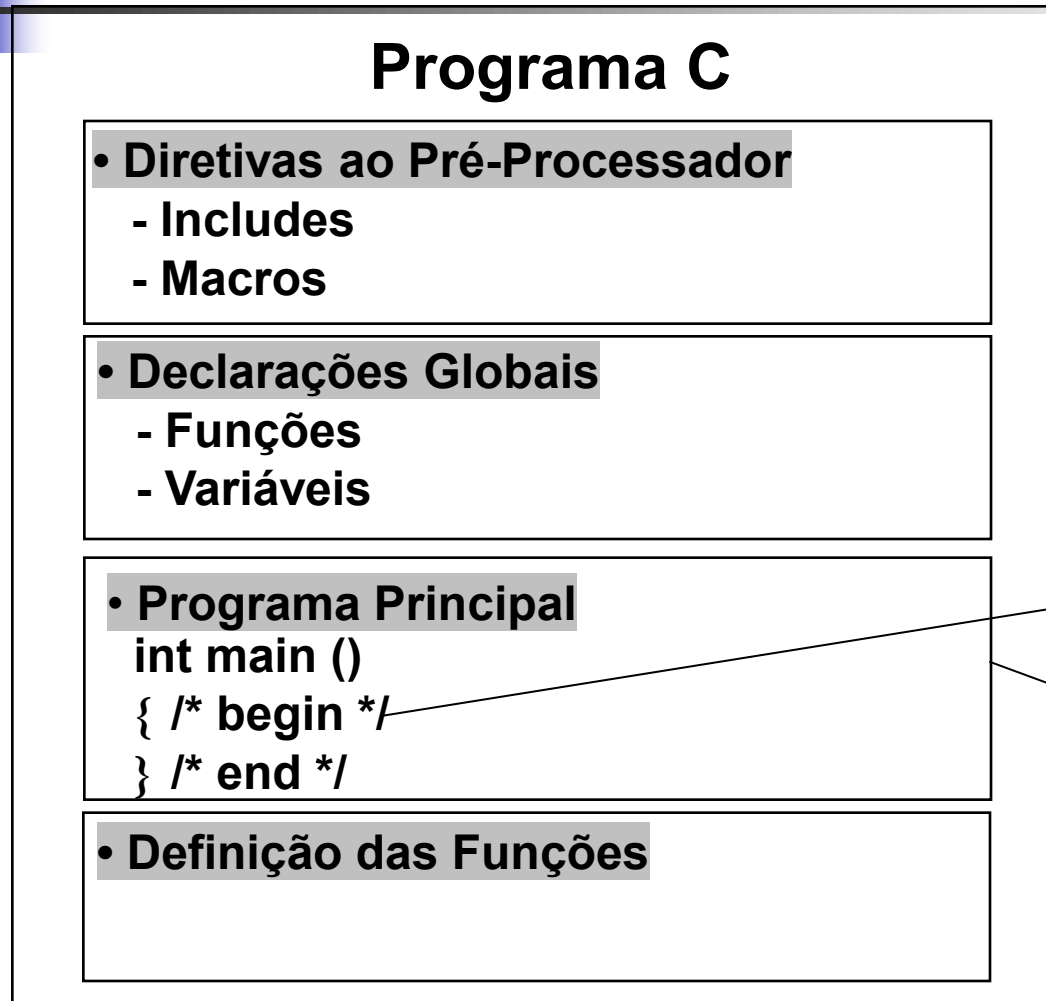 Programa C
• Diretivas ao Pré-Processador
- Includes
- Macros
• Declarações Globais
- Funções
- Variáveis
• Programa Principal
int main ()
{ /* begin */
} /* end */
• Definição das Funções